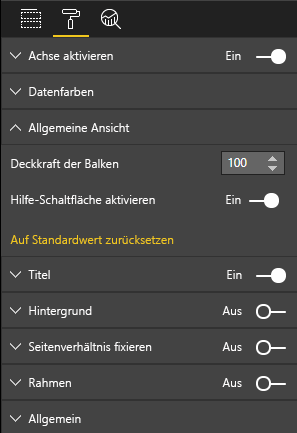 Achse aktivieren Ein
Datenfarben
Allgemeine Ansicht
Deckkraft der Balken 100
Hilfe-Schaltfläche aktivieren Ein
Auf Standardwert zurücksetzen
Titel Ein
Hintergrund Aus
Seitenverhältnis fixieren Aus
Rahmen Aus
Allgemein